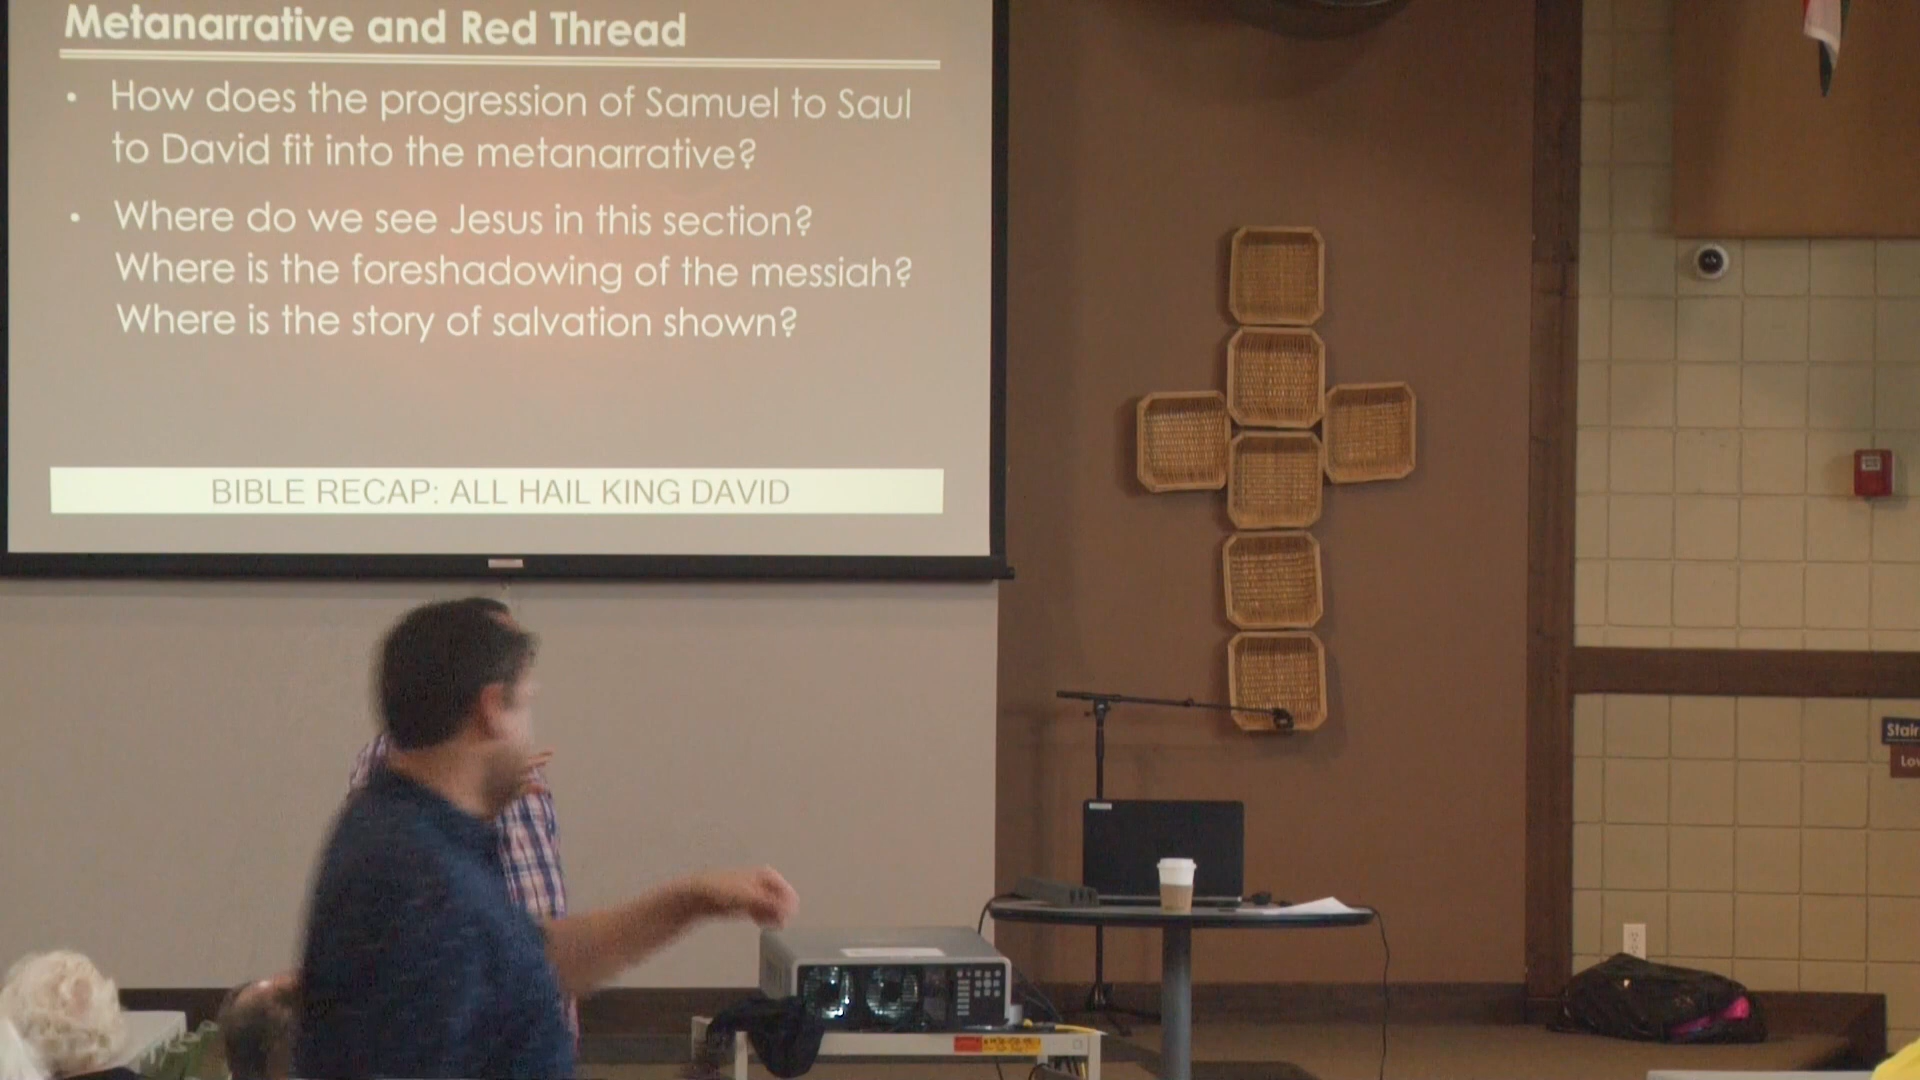 Metanarrative and Red Thread
• How does the progression of Samuel to Saul
to David fit into the metanarrative?
• Where do we see Jesus in this section?
Where is the foreshadowing of the messiah?
Where is the story of salvation shown?
BIBLE RECAP: ALL HAIL KING DAVID
Stair
Lov